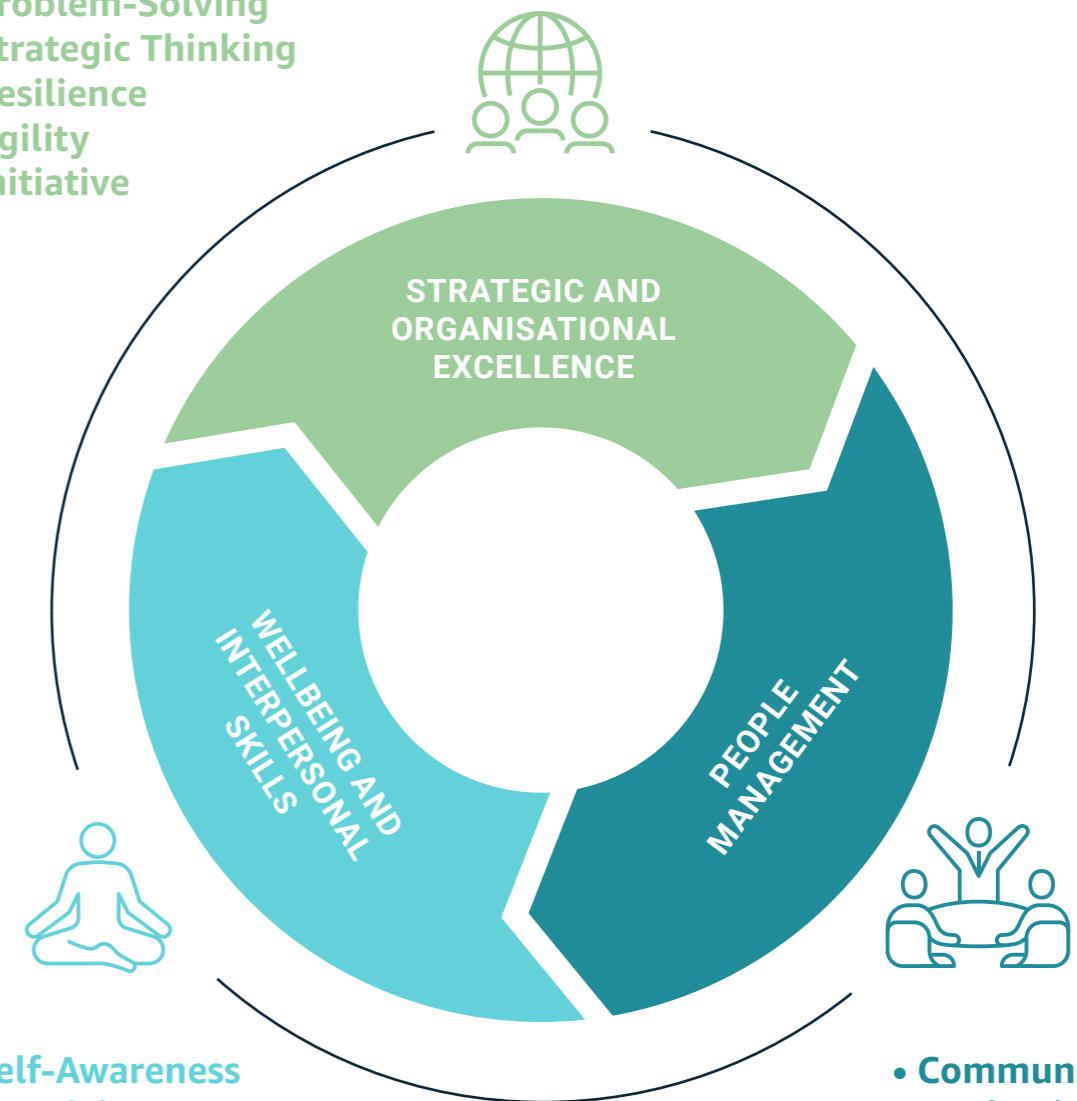 roblem-Solving
trategic Thinking
esilience
gility
nitiative
STRATEGIC AND
ORGANISATIONAL
EXCELLENCE
WELLBEING AND
INTERPERSONAL
SKILLS
PEOPLE
MANAGEMENT
elf-Awareness
• Commun